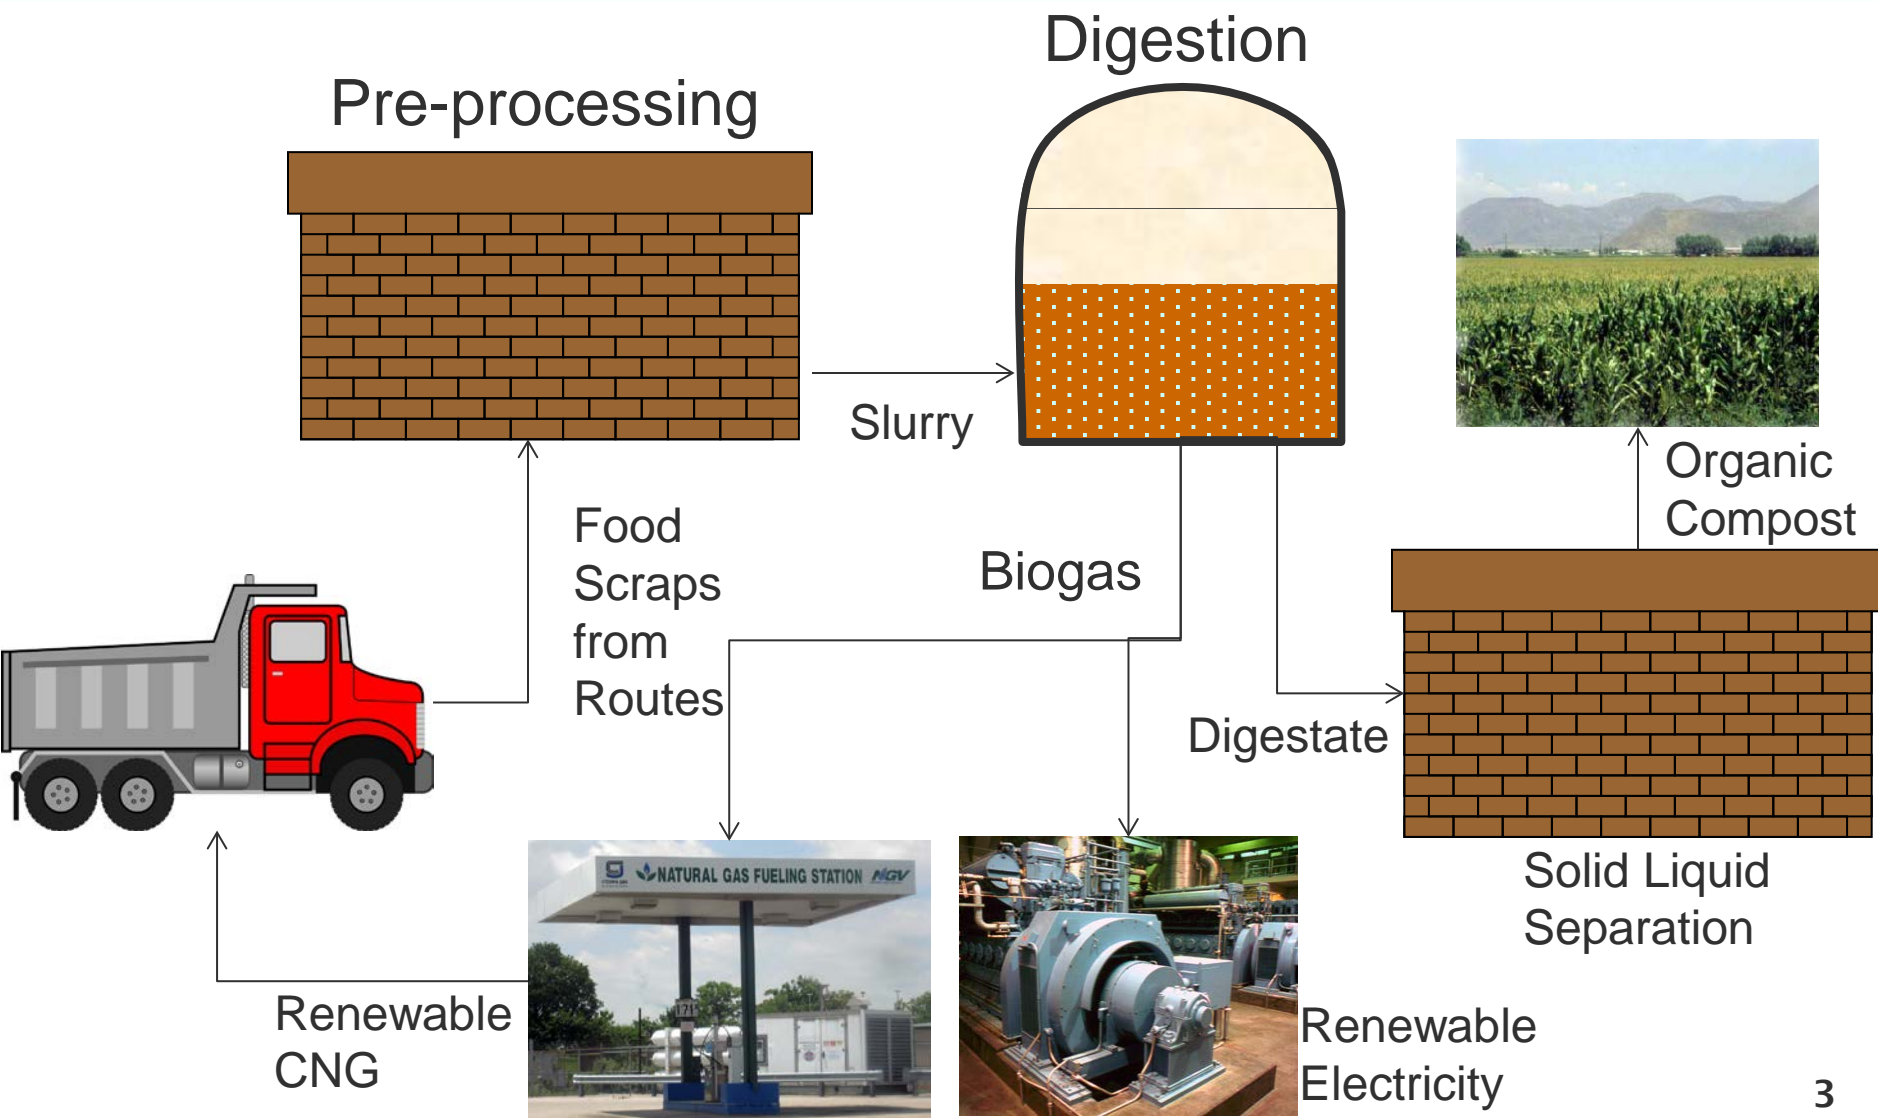 Digestion
Pre-processing
Slurry
Organic
Compost
Food
Scraps
from
Routes
Biogas
Digestate
NATURAL GAS FUELING STATION NGV
Solid Liquid
Separation
Renewable
CNG
Renewable
Electricity
3